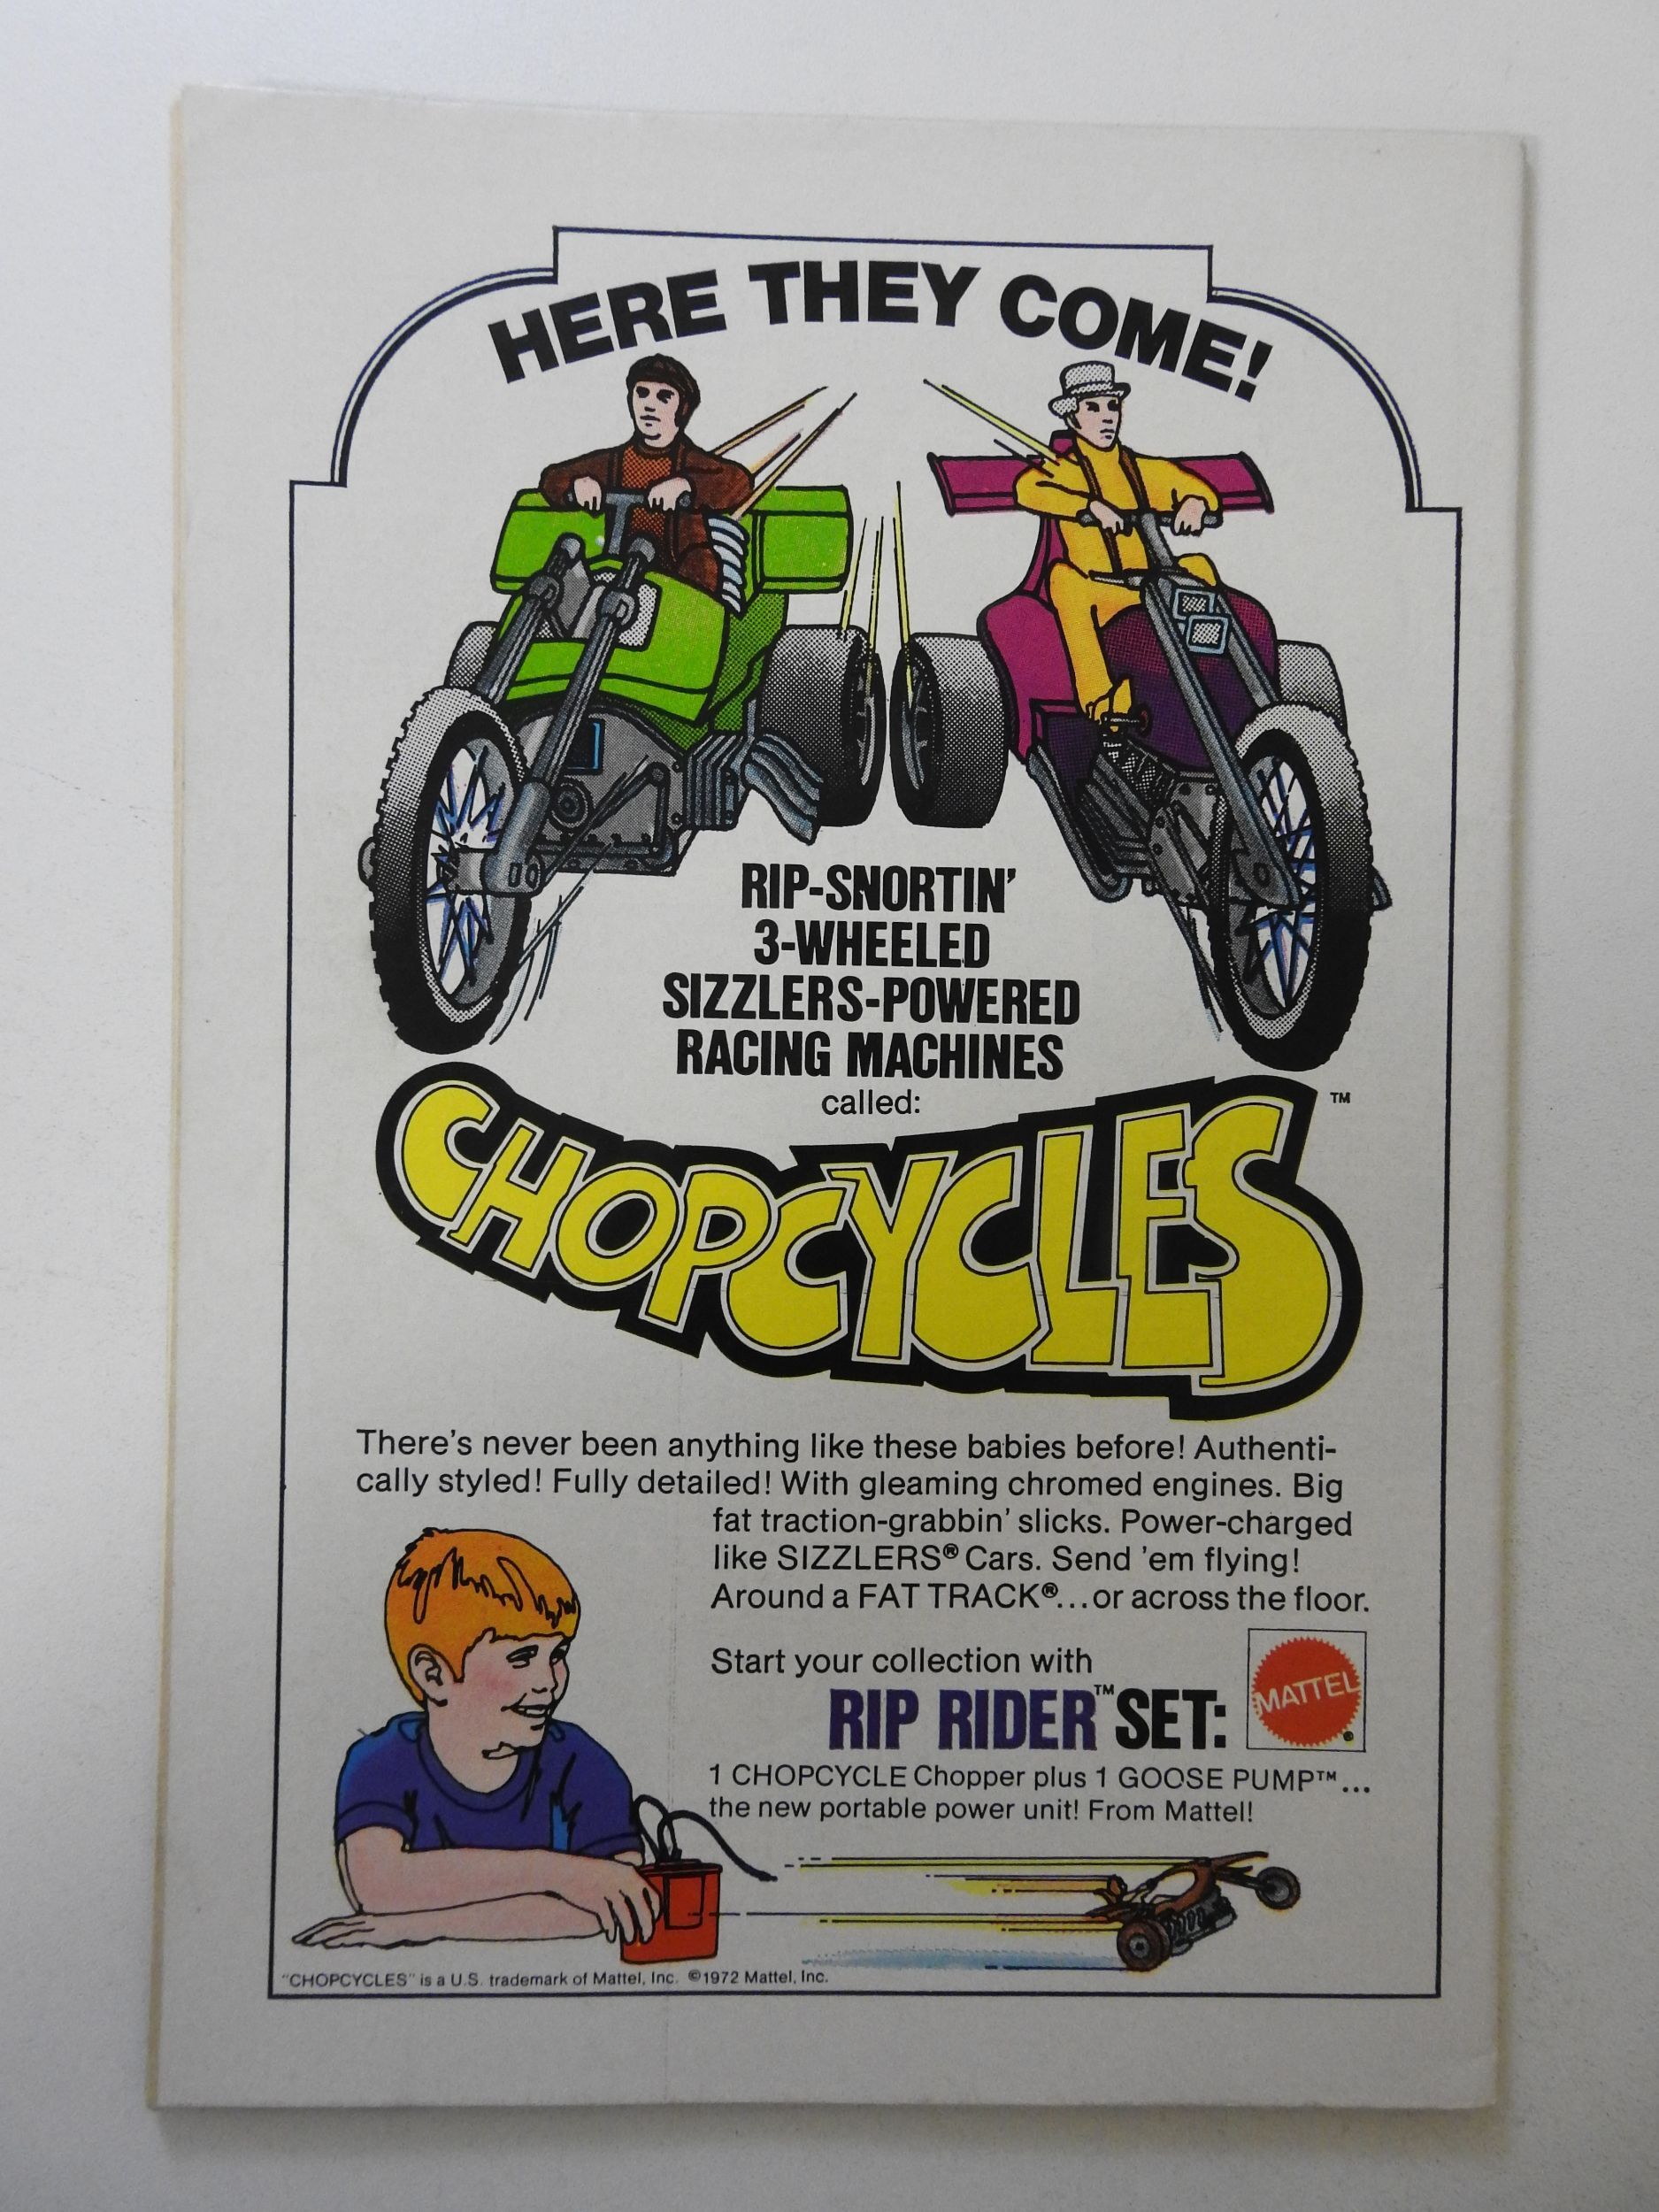 HERE THEY COME!
RIP-SNORTIN'
3-WHEELED
SIZZLERS-POWERED
RACING MACHINES
called:
CHOPCYCLES™
There's never been anything like these babies before! Authenti-
cally styled! Fully detailed! With gleaming chromed engines. Big
fat traction-grabbin' slicks. Power-charged
like SIZZLERS® Cars. Send 'em flying!
Around a FAT TRACK®...or across the floor.
Start your collection with
RIP RIDER™ SET:
MATTEL®
1 CHOPCYCLE Chopper plus 1 GOOSE PUMP™...
the new portable power unit! From Mattel!
"CHOPCYCLES" is a U.S. trademark of Mattel, Inc. ©1972 Mattel, Inc.